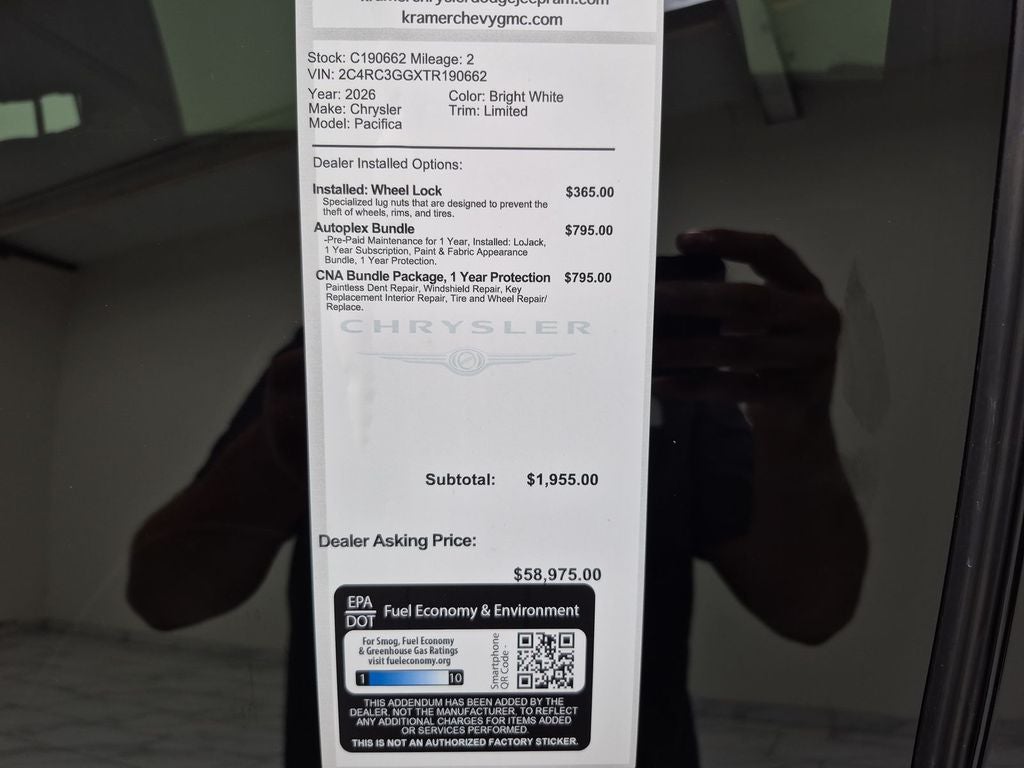 kramerchryslerdodgejeepram.com
kramerchevygmc.com
Stock: C190662 Mileage: 2
VIN: 2C4RC3GGXTR190662
Year: 2026 Color: Bright White
Make: Chrysler Trim: Limited
Model: Pacifica
Dealer Installed Options:
Installed: Wheel Lock $365.00
Specialized lug nuts that are designed to prevent the
theft of wheels, rims, and tires.
Autoplex Bundle $795.00
-Pre-Paid Maintenance for 1 Year, Installed: LoJack,
1 Year Subscription, Paint & Fabric Appearance
Bundle, 1 Year Protection.
CNA Bundle Package, 1 Year Protection $795.00
Paintless Dent Repair, Windshield Repair, Key
Replacement Interior Repair, Tire and Wheel Repair/
Replace.
CHRYSLER
Subtotal: $1,955.00
Dealer Asking Price:
$58,975.00
EPA
DOT
Fuel Economy & Environment
For Smog, Fuel Economy
& Greenhouse Gas Ratings
visit fueleconomy.org
1 10
Smartphone
QR Code -
THIS ADDENDUM HAS BEEN ADDED BY THE
DEALER, NOT THE MANUFACTURER, TO REFLECT
ANY ADDITIONAL CHARGES FOR ITEMS ADDED
OR SERVICES PERFORMED.
THIS IS NOT AN AUTHORIZED FACTORY STICKER.